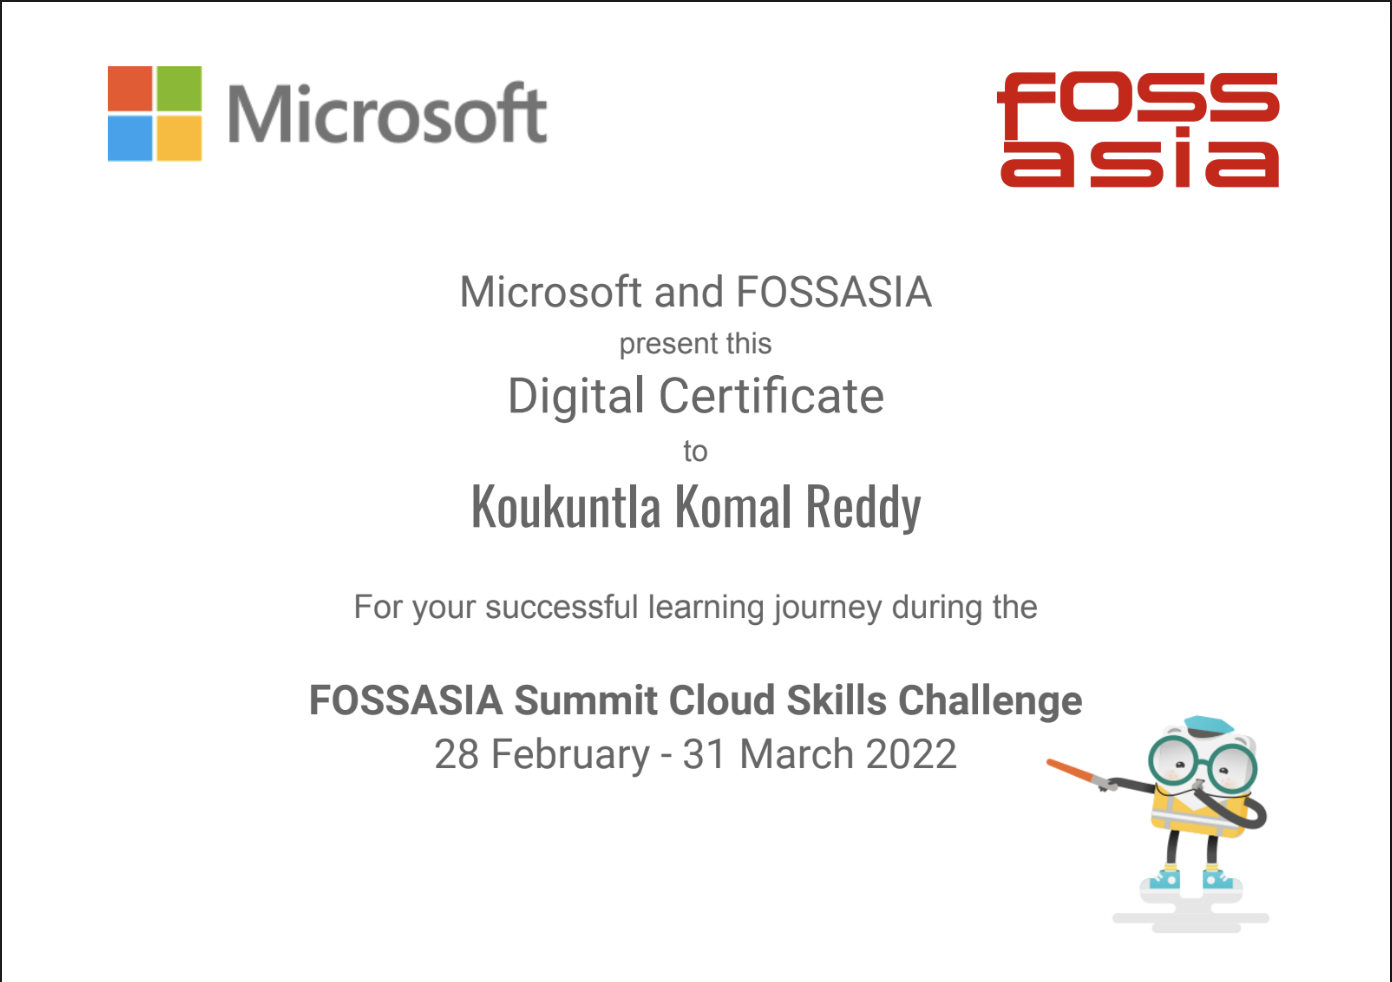 Microsoft
foss
asia
Microsoft and FOSSASIA
present this
Digital Certificate
to
Koukuntla Komal Reddy
For your successful learning journey during the
FOSSASIA Summit Cloud Skills Challenge
28 February - 31 March 2022